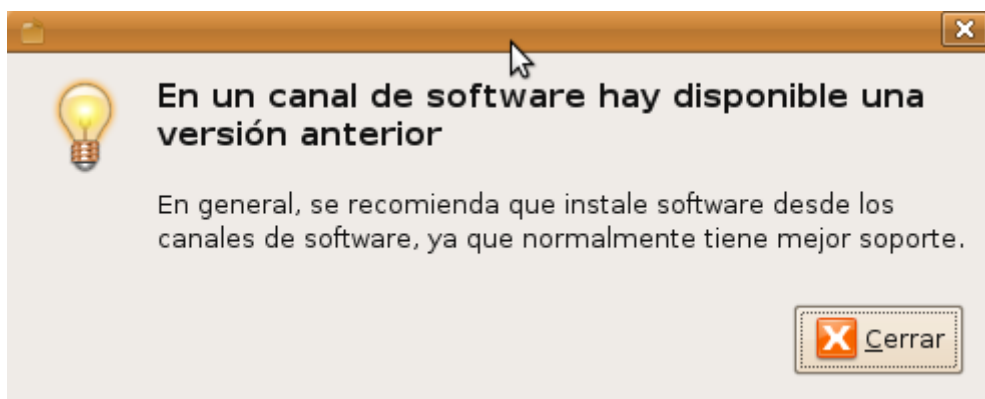 En un canal de software hay disponible una
versión anterior
En general, se recomienda que instale software desde los
canales de software, ya que normalmente tiene mejor soporte.
Cerrar